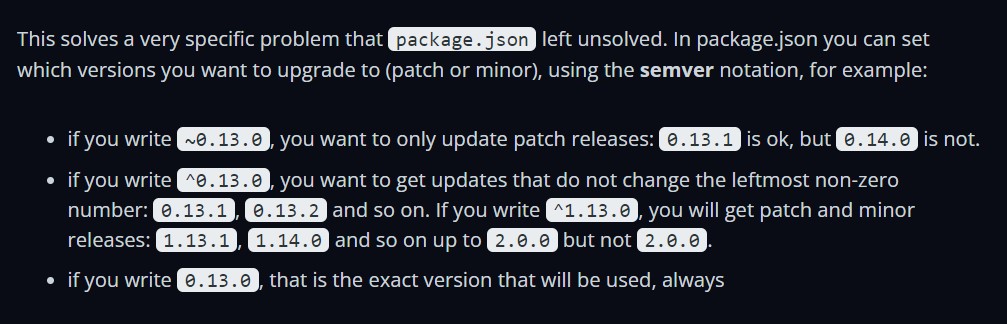 This solves a very specific problem that package.json left unsolved. In package.json you can set
which versions you want to upgrade to (patch or minor), using the semver notation, for example:
• if you write ~0.13.0, you want to only update patch releases: 0.13.1 is ok, but 0.14.0 is not.
• if you write ^0.13.0, you want to get updates that do not change the leftmost non-zero
number: 0.13.1, 0.13.2 and so on. If you write ^1.13.0, you will get patch and minor
releases: 1.13.1, 1.14.0 and so on up to 2.0.0 but not 2.0.0.
• if you write 0.13.0, that is the exact version that will be used, always